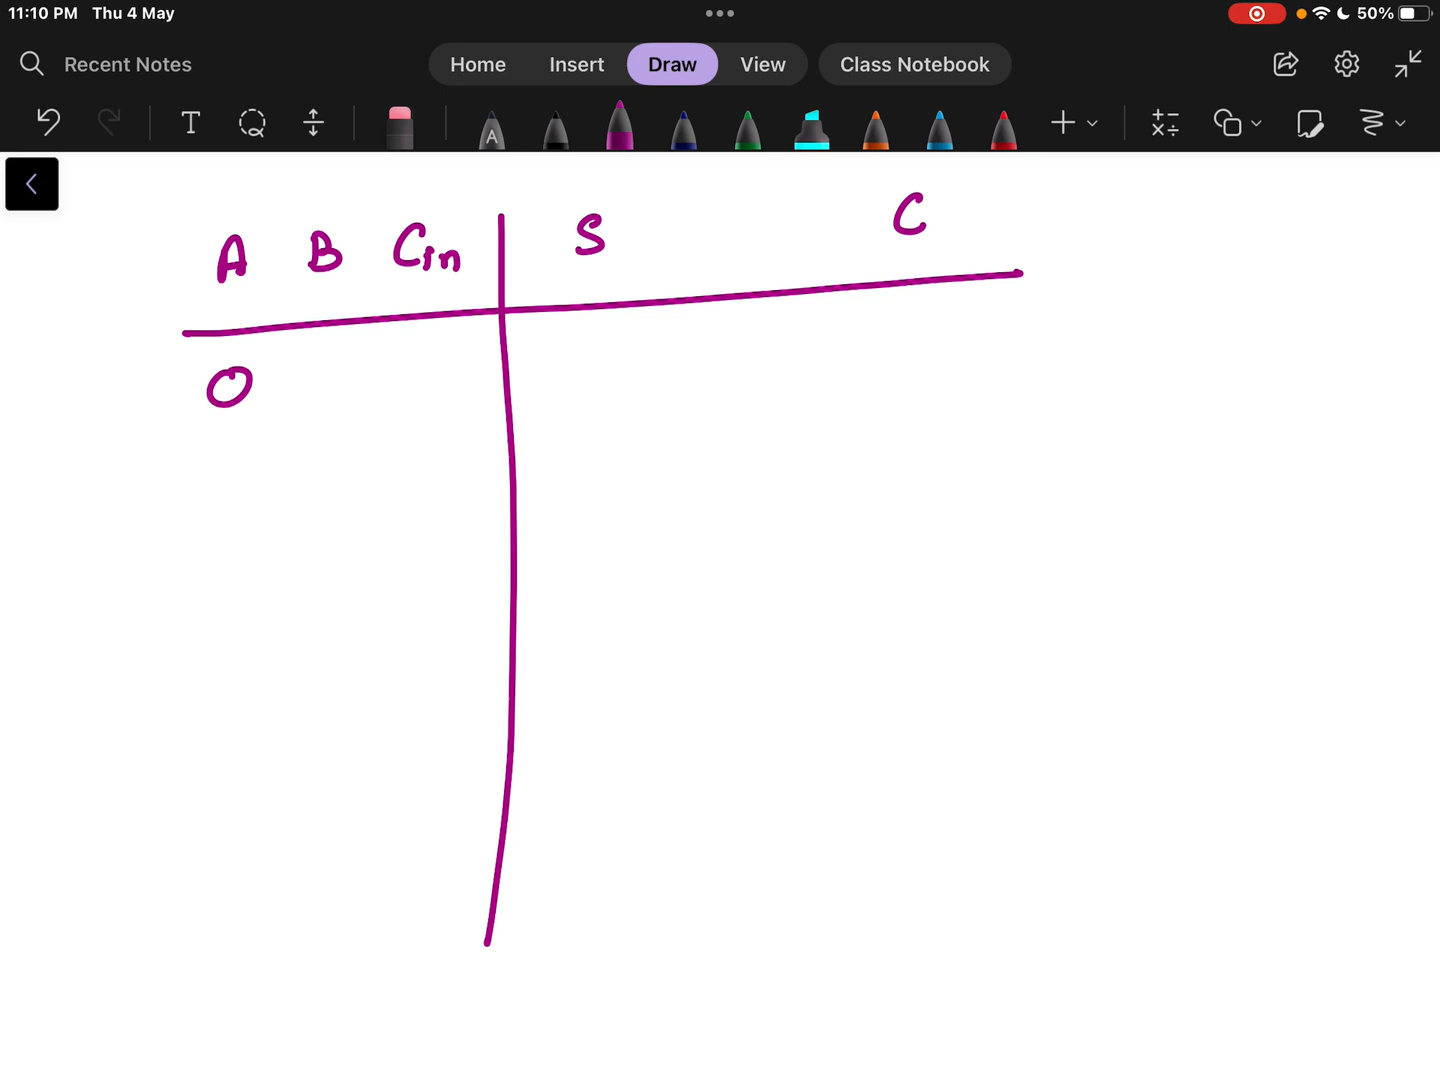 11:10 PM Thu 4 May 50%
Recent Notes Home Insert Draw View Class Notebook
T A
A B Cin S C
0